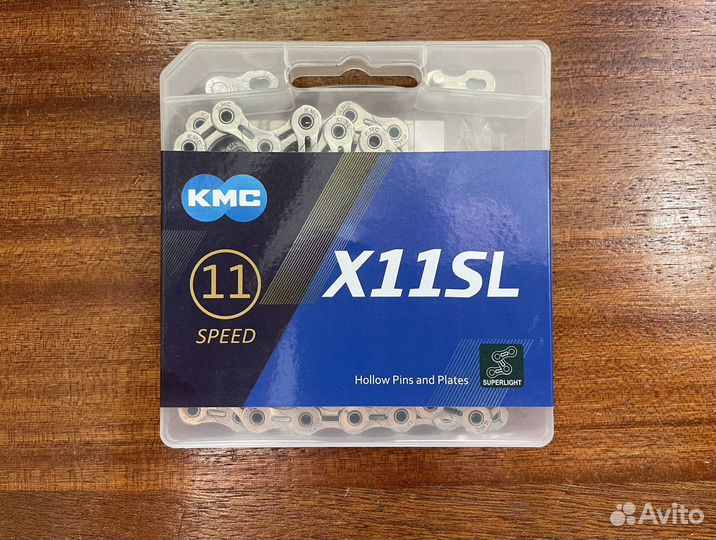 KMC
11
SPEED
X11SL
Hollow Pins and Plates
SUPERLIGHT
Avito